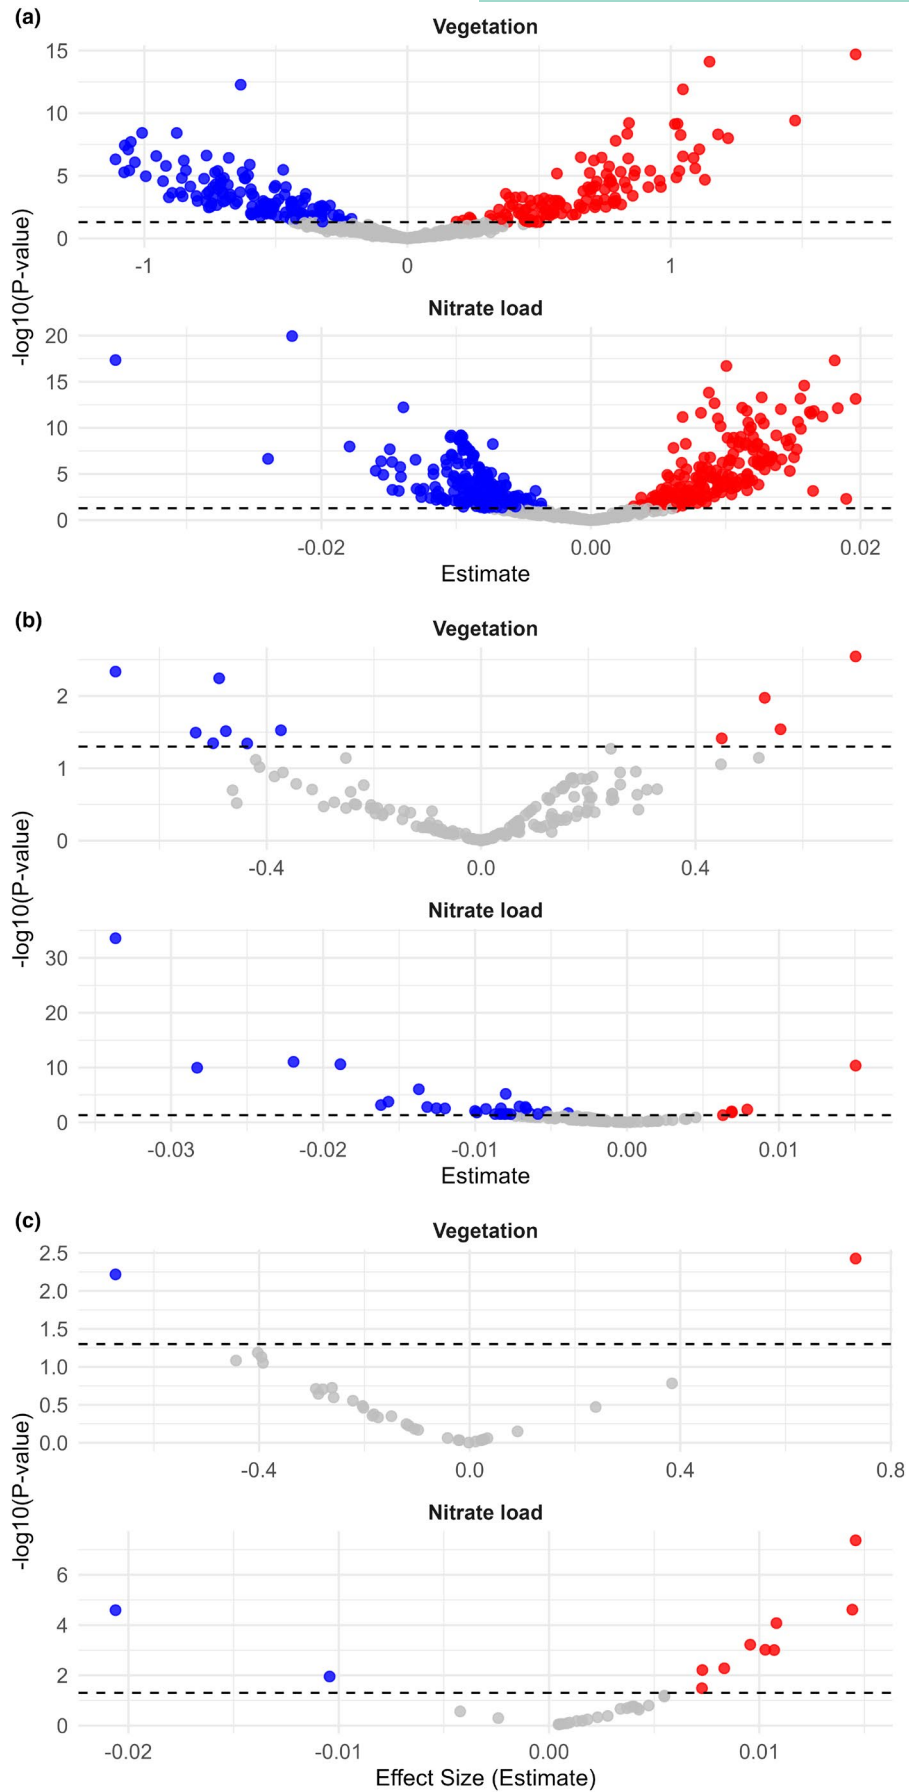 (a)
Vegetation
15
10
5
0
-1 0 1
Nitrate load
20
15
10
5
0
-0.02 0.00 0.02
-log10(P-value)
Estimate
(b)
Vegetation
2
1
0
-0.4 0.0 0.4
Nitrate load
30
20
10
0
-0.03 -0.02 -0.01 0.00 0.01
-log10(P-value)
Estimate
(c)
Vegetation
2.5
2.0
1.5
1.0
0.5
0.0
-0.4 0.0 0.4 0.8
Nitrate load
6
4
2
0
-0.02 -0.01 0.00 0.01
-log10(P-value)
Effect Size (Estimate)